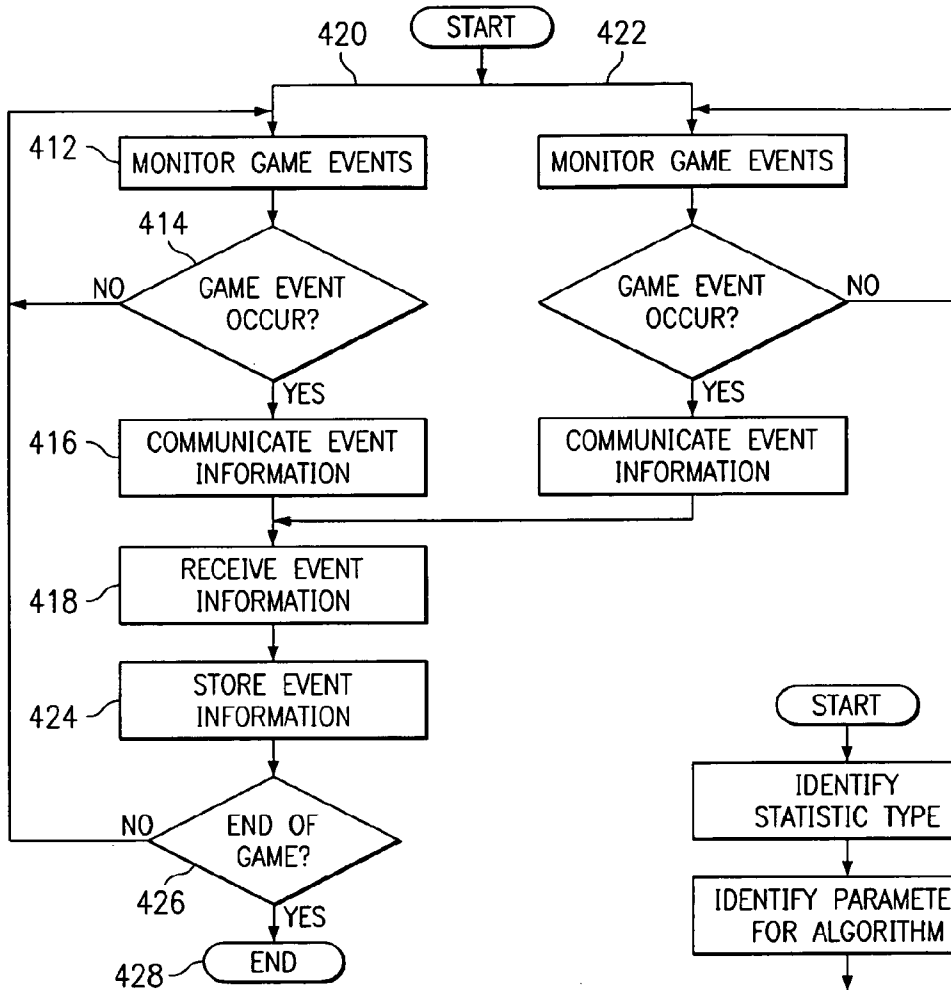 START
420
422
412
MONITOR GAME EVENTS
MONITOR GAME EVENTS
414
NO
GAME EVENT
OCCUR?
GAME EVENT
OCCUR?
NO
YES
YES
416
COMMUNICATE EVENT
INFORMATION
COMMUNICATE EVENT
INFORMATION
418
RECEIVE EVENT
INFORMATION
424
STORE EVENT
INFORMATION
NO
END OF
GAME?
426
YES
428
END
START
IDENTIFY
STATISTIC TYPE
IDENTIFY PARAMETE
FOR ALGORITHM